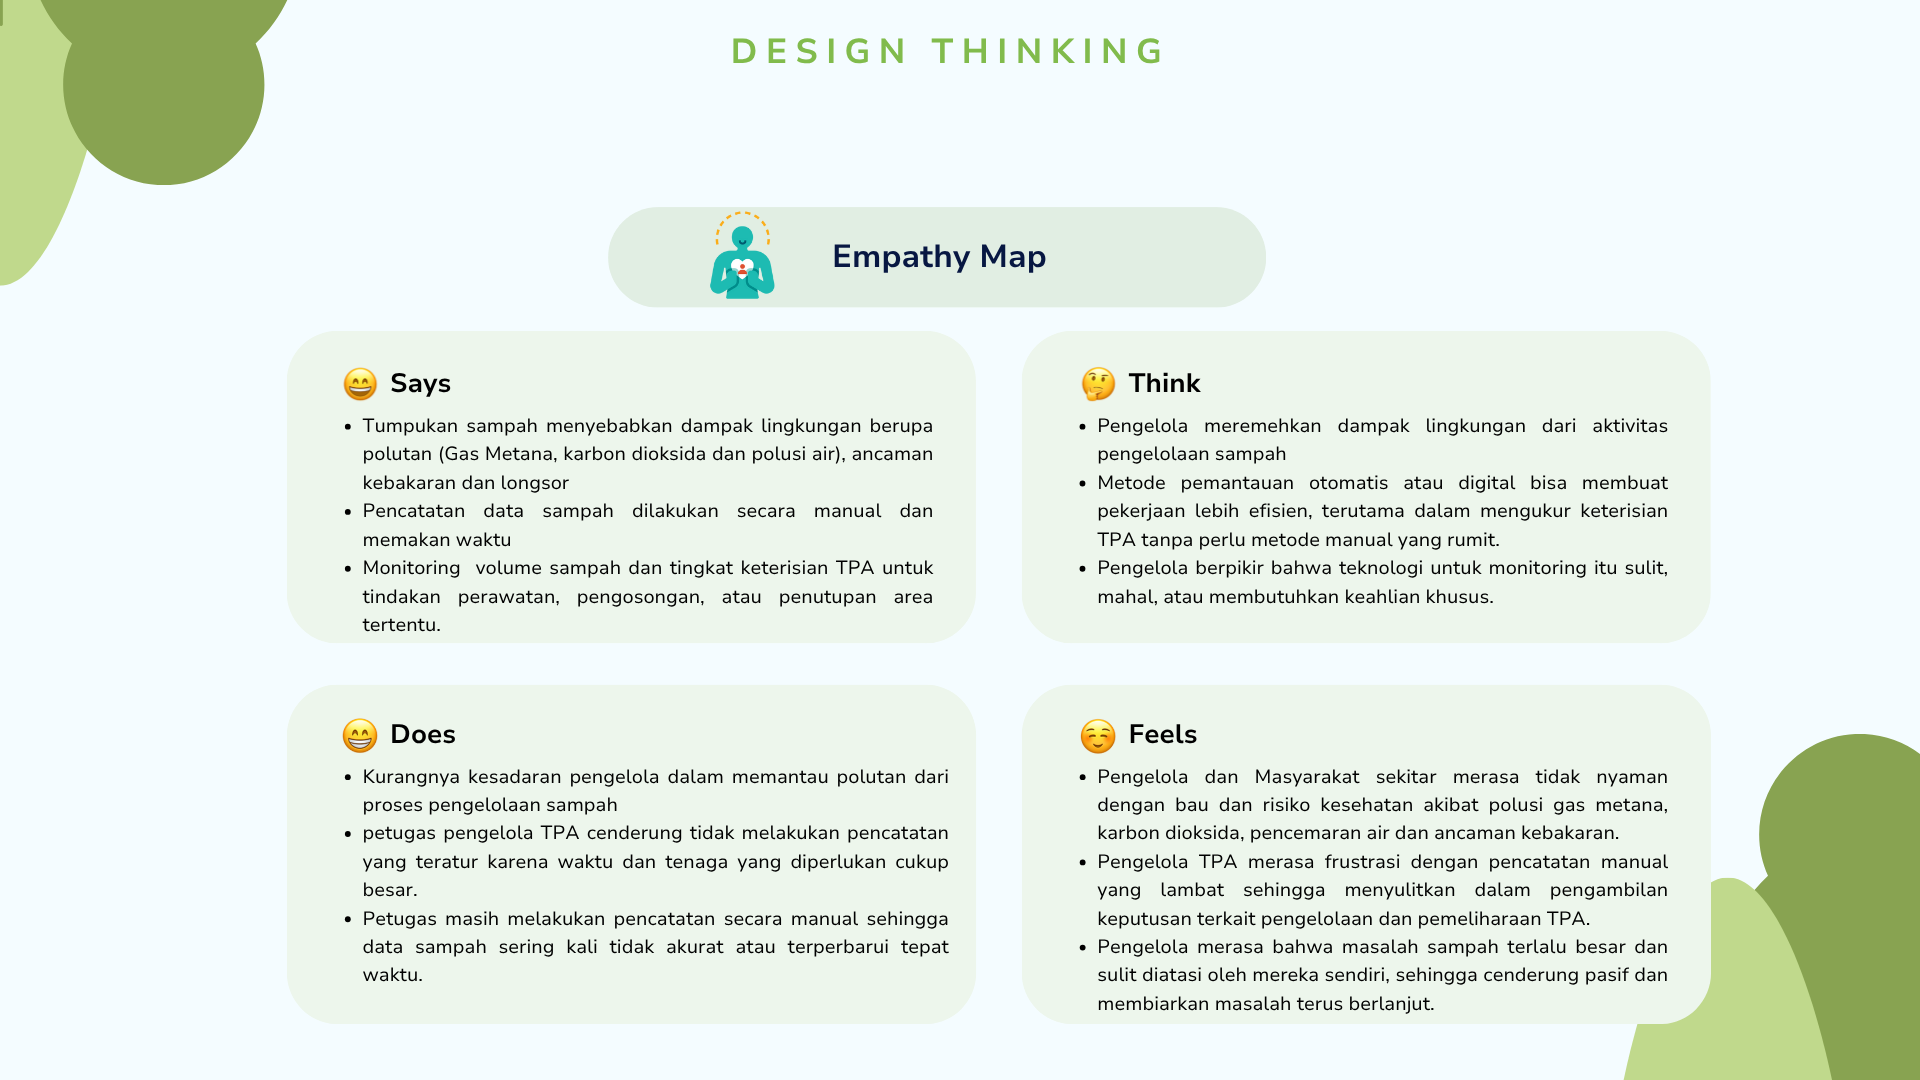 DESIGN THINKING
Empathy Map
Says
• Tumpukan sampah menyebabkan dampak lingkungan berupa
polutan (Gas Metana, karbon dioksida dan polusi air), ancaman
kebakaran dan longsor
• Pencatatan data sampah dilakukan secara manual dan
memakan waktu
• Monitoring volume sampah dan tingkat keterisian TPA untuk
tindakan perawatan, pengosongan, atau penutupan area
tertentu.
Think
• Pengelola meremehkan dampak lingkungan dari aktivitas
pengelolaan sampah
• Metode pemantauan otomatis atau digital bisa membuat
pekerjaan lebih efisien, terutama dalam mengukur keterisian
TPA tanpa perlu metode manual yang rumit.
• Pengelola berpikir bahwa teknologi untuk monitoring itu sulit,
mahal, atau membutuhkan keahlian khusus.
Does
• Kurangnya kesadaran pengelola dalam memantau polutan dari
proses pengelolaan sampah
• petugas pengelola TPA cenderung tidak melakukan pencatatan
yang teratur karena waktu dan tenaga yang diperlukan cukup
besar.
• Petugas masih melakukan pencatatan secara manual sehingga
data sampah sering kali tidak akurat atau terperbarui tepat
waktu.
Feels
• Pengelola dan Masyarakat sekitar merasa tidak nyaman
dengan bau dan risiko kesehatan akibat polusi gas metana,
karbon dioksida, pencemaran air dan ancaman kebakaran.
• Pengelola TPA merasa frustrasi dengan pencatatan manual
yang lambat sehingga menyulitkan dalam pengambilan
keputusan terkait pengelolaan dan pemeliharaan TPA.
• Pengelola merasa bahwa masalah sampah terlalu besar dan
sulit diatasi oleh mereka sendiri, sehingga cenderung pasif dan
membiarkan masalah terus berlanjut.